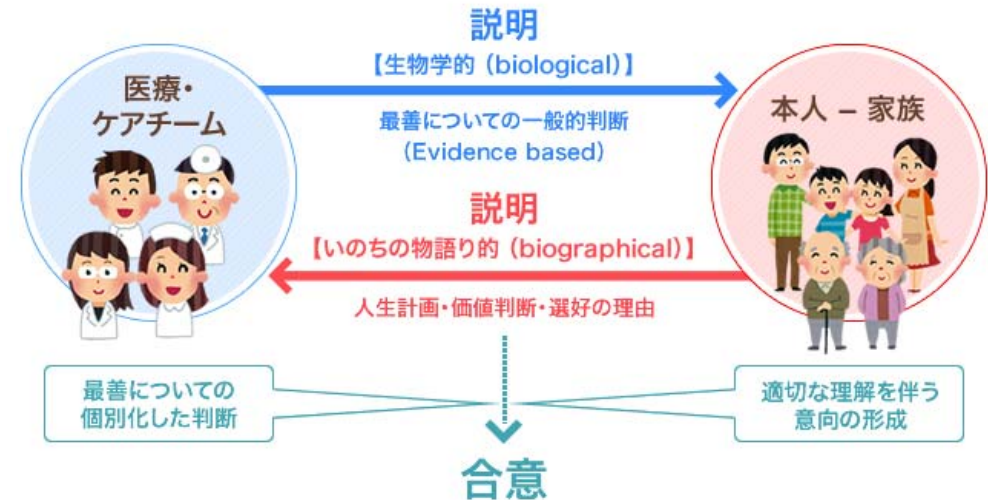 説明
【生物学的（biological）】
医療・
ケアチーム
最善についての一般的判断
（Evidence based）
本人 − 家族
説明
【いのちの物語り的（biographical）】
人生計画・価値判断・選好の理由
最善についての
個別化した判断
適切な理解を伴う
意向の形成
合意